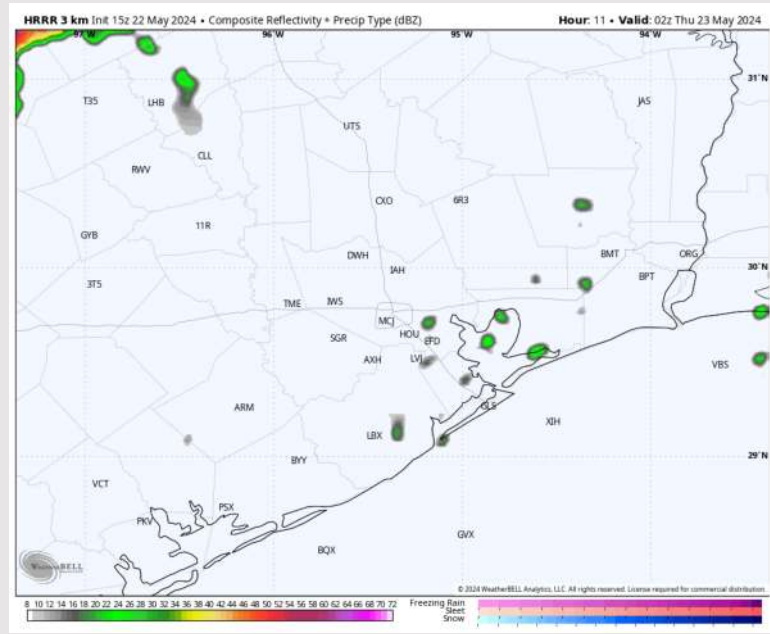 HRRR 3 km Init 15z 22 May 2024 • Composite Reflectivity + Precip Type (dBZ)
Hour: 11 • Valid: 02z Thu 23 May 2024
97°W 96°W 95°W 94°W
31°N
T35 LHB JAS
UTS
CLL
RWV
CXO 6R3
11R
GYB
DWH BMT ORG
IAH 30°N
3T5 BPT
TME IWS
MCJ
SGR HOU EFD
AXH LVJ VBS
ARM GLS
XIH
LBX
BYY 29°N
VCT
PSX
PKV
GVX
BQX
WEATHERBELL
© 2024 WeatherBELL Analytics, LLC. All rights reserved. License required for commercial distribution.
8 10 12 14 16 18 20 22 24 26 28 30 32 34 36 38 40 42 44 46 48 50 52 54 56 58 60 62 64 66 68 70 72
Freezing Rain
Sleet
Snow